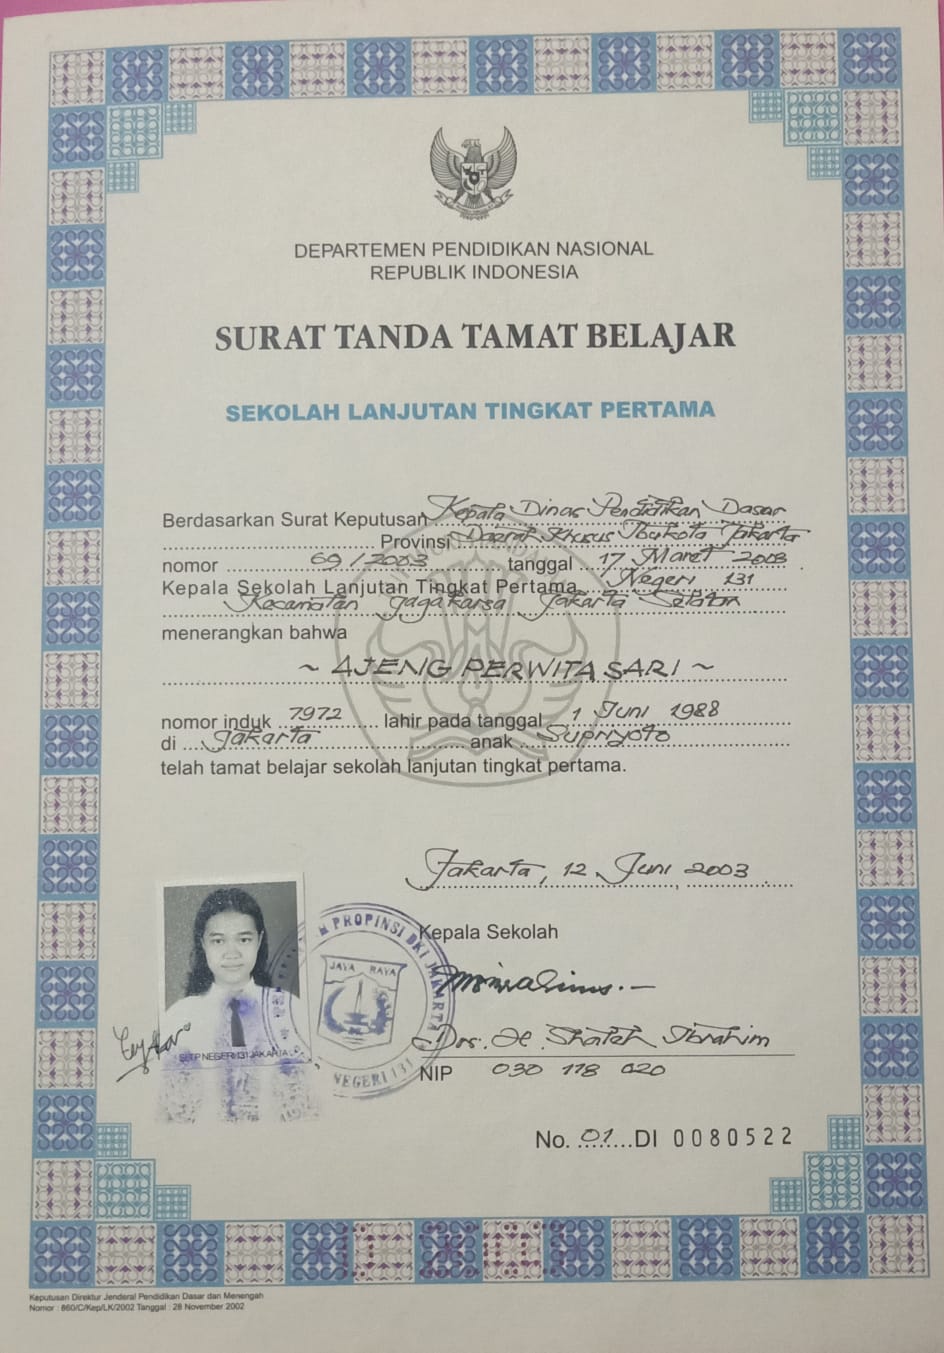 DEPARTEMEN PENDIDIKAN NASIONAL
REPUBLIK INDONESIA
SURAT TANDA TAMAT BELAJAR
SEKOLAH LANJUTAN TINGKAT PERTAMA
Berdasarkan Surat Keputusan Kepala Dinas Pendidikan Dasar
Provinsi Daerah Khusus Ibukota Jakarta
nomor 69/2003 tanggal 17 Maret 2003.
Kepala Sekolah Lanjutan Tingkat Pertama Negeri 131
Kecamatan Jagakarsa Jakarta Selatan
menerangkan bahwa
~ AJENG PERWITA SARI ~
nomor induk 7972 lahir pada tanggal 1 Juni 1988
di Jakarta anak Supriyoto
telah tamat belajar sekolah lanjutan tingkat pertama.
Jakarta, 12 Juni, 2003
Kepala Sekolah
PROPINSI DKI JAKARTA
JAYA RAYA
NEGERI 131
SLTP NEGERI 131 JAKARTA
Drs. H. Shaleh Ibrahim
NIP 030 118 020
No. 01 DI 0080522
Keputusan Direktur Jenderal Pendidikan Dasar dan Menengah
Nomor : 860/C/Kep/LK/2002 Tanggal : 28 November 2002